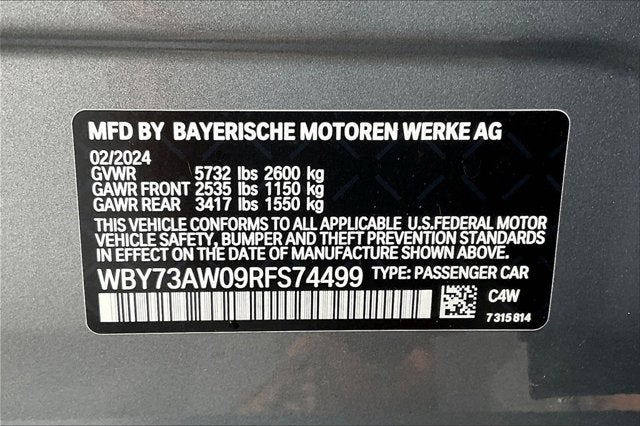 MFD BY BAYERISCHE MOTOREN WERKE AG
02/2024
GVWR 5732 lbs 2600 kg
GAWR FRONT 2535 lbs 1150 kg
GAWR REAR 3417 lbs 1550 kg
THIS VEHICLE CONFORMS TO ALL APPLICABLE U.S.FEDERAL MOTOR
VEHICLE SAFETY, BUMPER AND THEFT PREVENTION STANDARDS
IN EFFECT ON THE DATE OF MANUFACTURE SHOWN ABOVE.
WBY73AW09RFS74499 TYPE: PASSENGER CAR
C4W
7 315 814